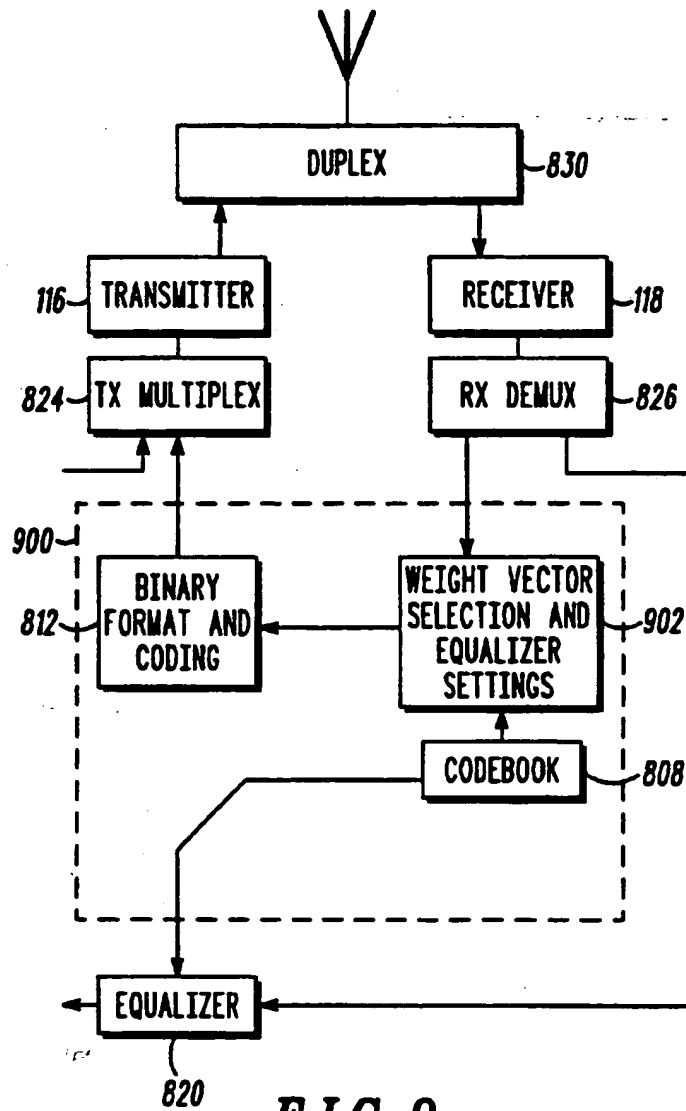 DUPLEX
830
116
TRANSMITTER
RECEIVER
118
824
TX MULTIPLEX
RX DEMUX
826
900
812
BINARY
FORMAT AND
CODING
WEIGHT VECTOR
SELECTION AND
EQUALIZER
SETTINGS
902
CODEBOOK
808
EQUALIZER
820